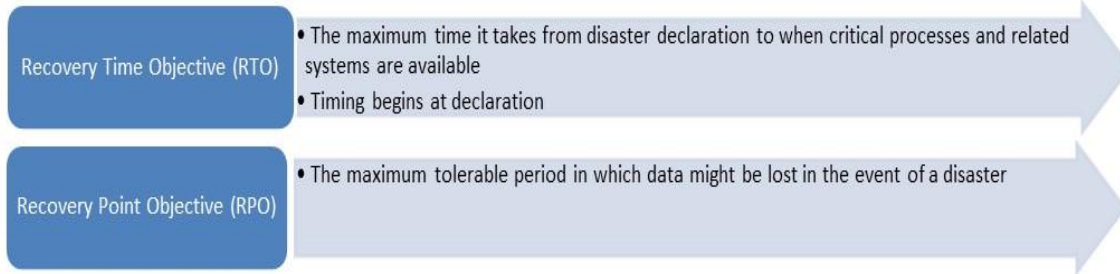 Recovery Time Objective (RTO)
• The maximum time it takes from disaster declaration to when critical processes and related
systems are available
• Timing begins at declaration
Recovery Point Objective (RPO)
• The maximum tolerable period in which data might be lost in the event of a disaster